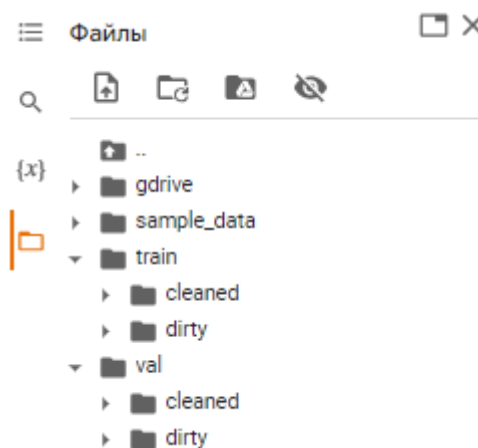 Файлы
..
{x}
gdrive
sample_data
train
cleaned
dirty
val
cleaned
dirty